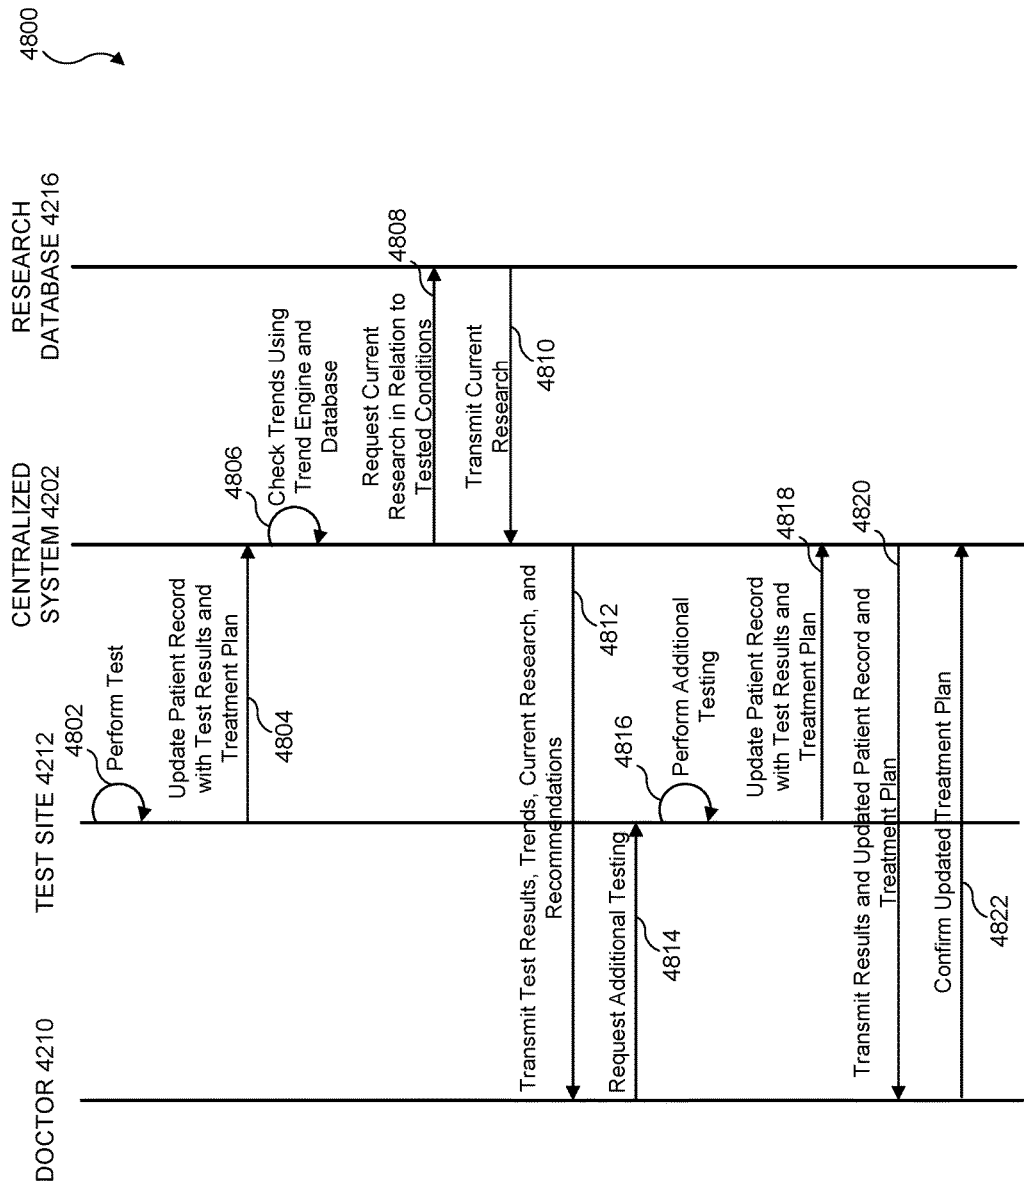 4800
DOCTOR 4210
TEST SITE 4212
CENTRALIZED
SYSTEM 4202
RESEARCH
DATABASE 4216
4802
Perform Test
Update Patient Record
with Test Results and
Treatment Plan
4804
4806
Check Trends Using
Trend Engine and
Database
Request Current
Research in Relation to
Tested Conditions
4808
Transmit Current
Research
4810
Transmit Test Results, Trends, Current Research, and
Recommendations
4812
Request Additional Testing
4814
4816
Perform Additional
Testing
Update Patient Record
with Test Results and
Treatment Plan
4818
Transmit Results and Updated Patient Record and
Treatment Plan
4820
Confirm Updated Treatment Plan
4822